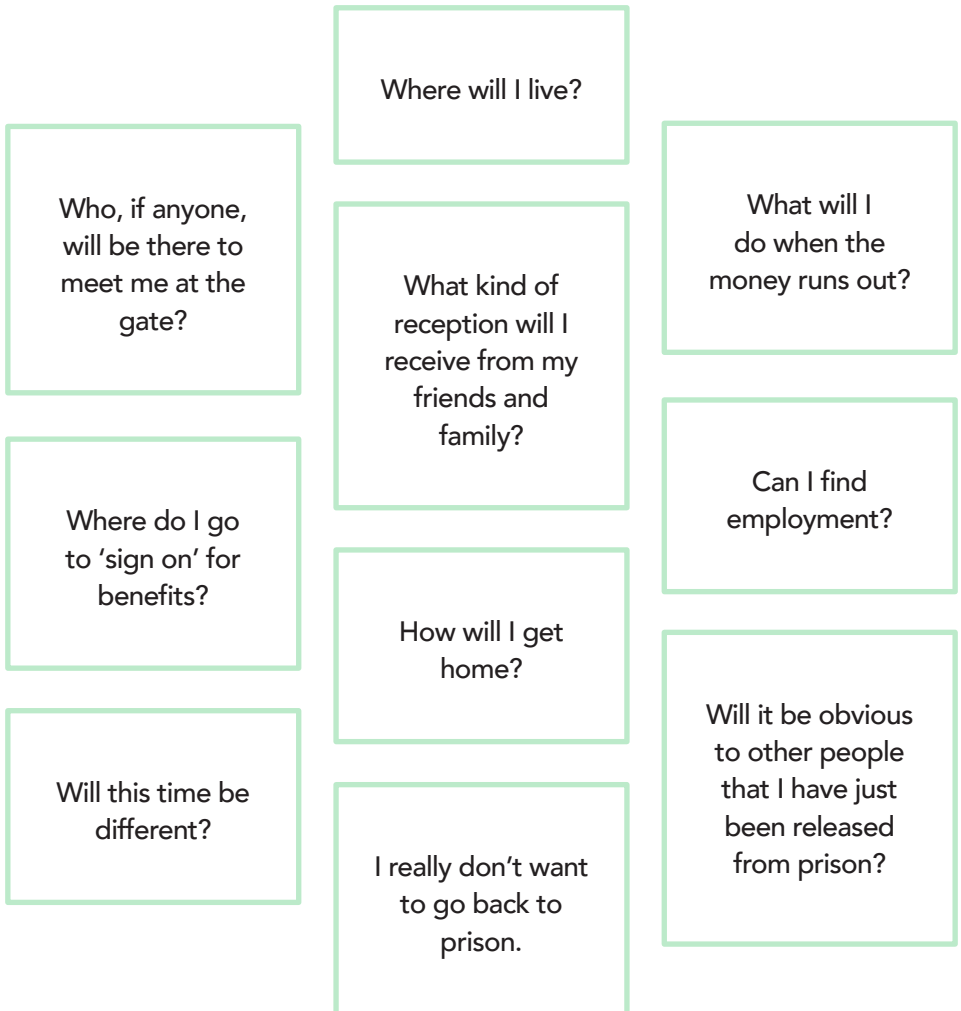 Where will I live?
Who, if anyone,
will be there to
meet me at the
gate?
What kind of
reception will I
receive from my
friends and
family?
What will I
do when the
money runs out?
Where do I go
to ‘sign on’ for
benefits?
How will I get
home?
Can I find
employment?
Will this time be
different?
I really don’t want
to go back to
prison.
Will it be obvious
to other people
that I have just
been released
from prison?